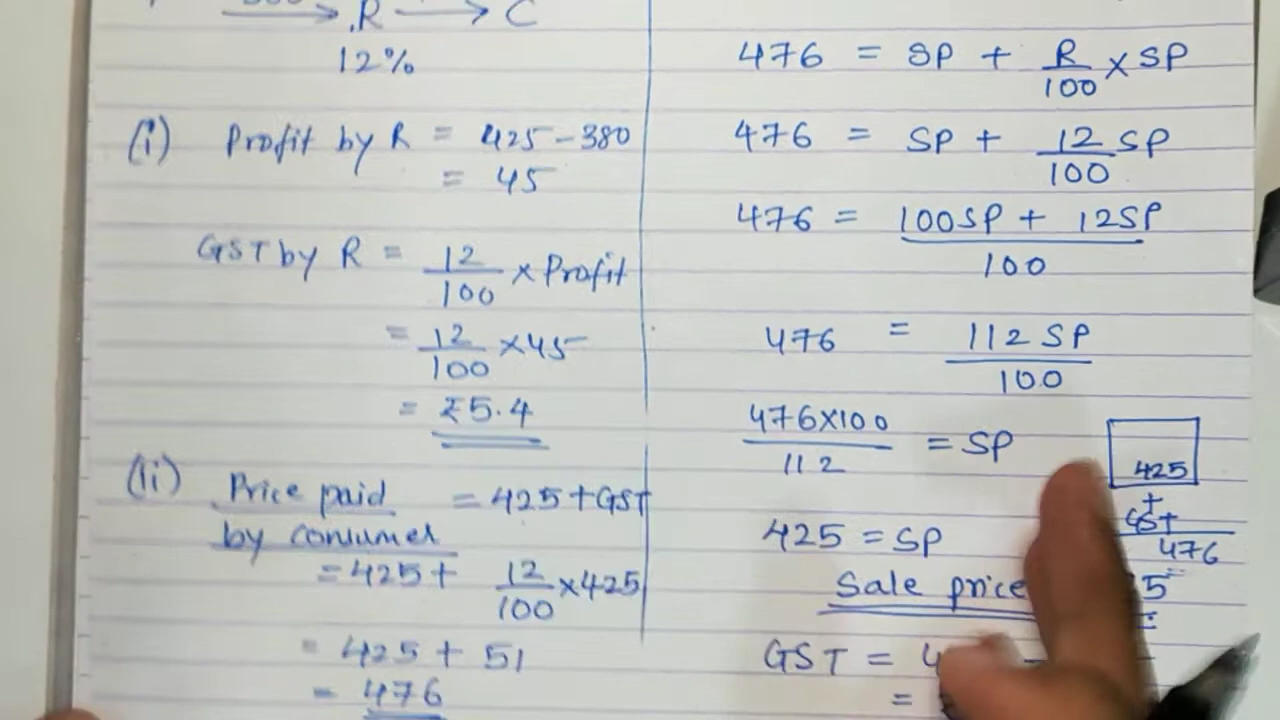 R → C
12%
(i) Profit by R = 425 - 380
= 45
GST by R = 12/100 × Profit
= 12/100 × 45
= ₹5.4
(ii) Price paid by consumer = 425 + GST
= 425 + 12/100 × 425
= 425 + 51
= 476
476 = SP + R/100 × SP
476 = SP + 12/100 SP
476 = 100SP + 12SP / 100
476 = 112 SP / 100
476×100 / 112 = SP
425 = SP
Sale price
GST = 4
=
425
+
GST
476